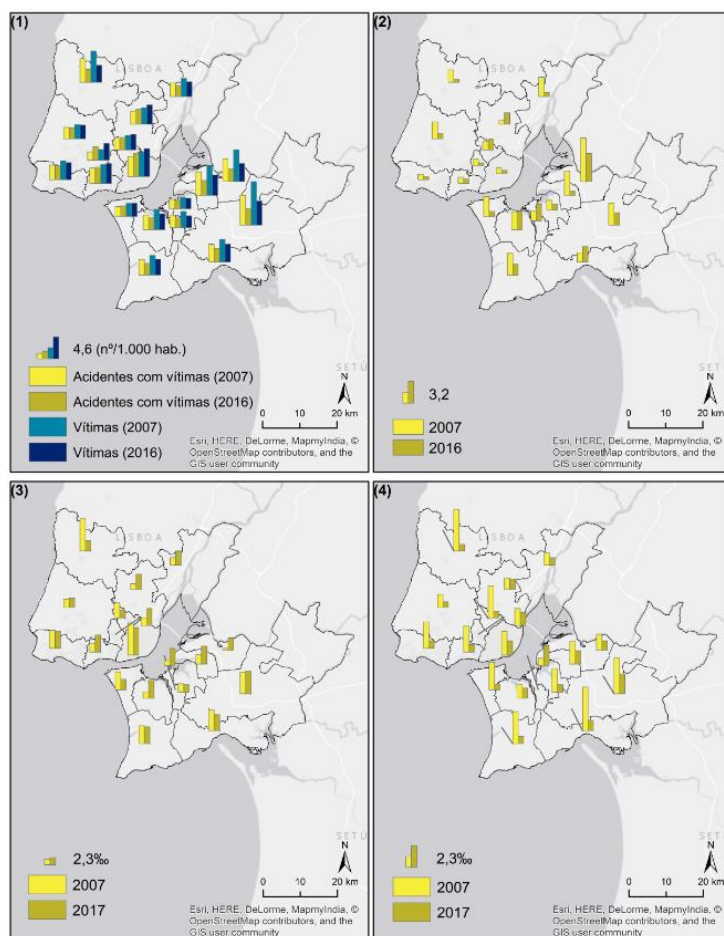 (1)
LISBOA
4,6 (nº/1.000 hab.)
Acidentes com vítimas (2007)
Acidentes com vítimas (2016)
Vítimas (2007)
Vítimas (2016)
SETÚ
N
0 10 20 km
Esri, HERE, DeLorme, MapmyIndia, ©
OpenStreetMap contributors, and the
GIS user community
(2)
LISBOA
3,2
2007
2016
SETÚ
N
0 10 20 km
Esri, HERE, DeLorme, MapmyIndia, ©
OpenStreetMap contributors, and the
GIS user community
(3)
LISBOA
2,3‰
2007
2017
SETÚ
N
0 10 20 km
Esri, HERE, DeLorme, MapmyIndia, ©
OpenStreetMap contributors, and the
GIS user community
(4)
LISBOA
2,3‰
2007
2017
SETÚ
N
0 10 20 km
Esri, HERE, DeLorme, MapmyIndia, ©
OpenStreetMap contributors, and the
GIS user community